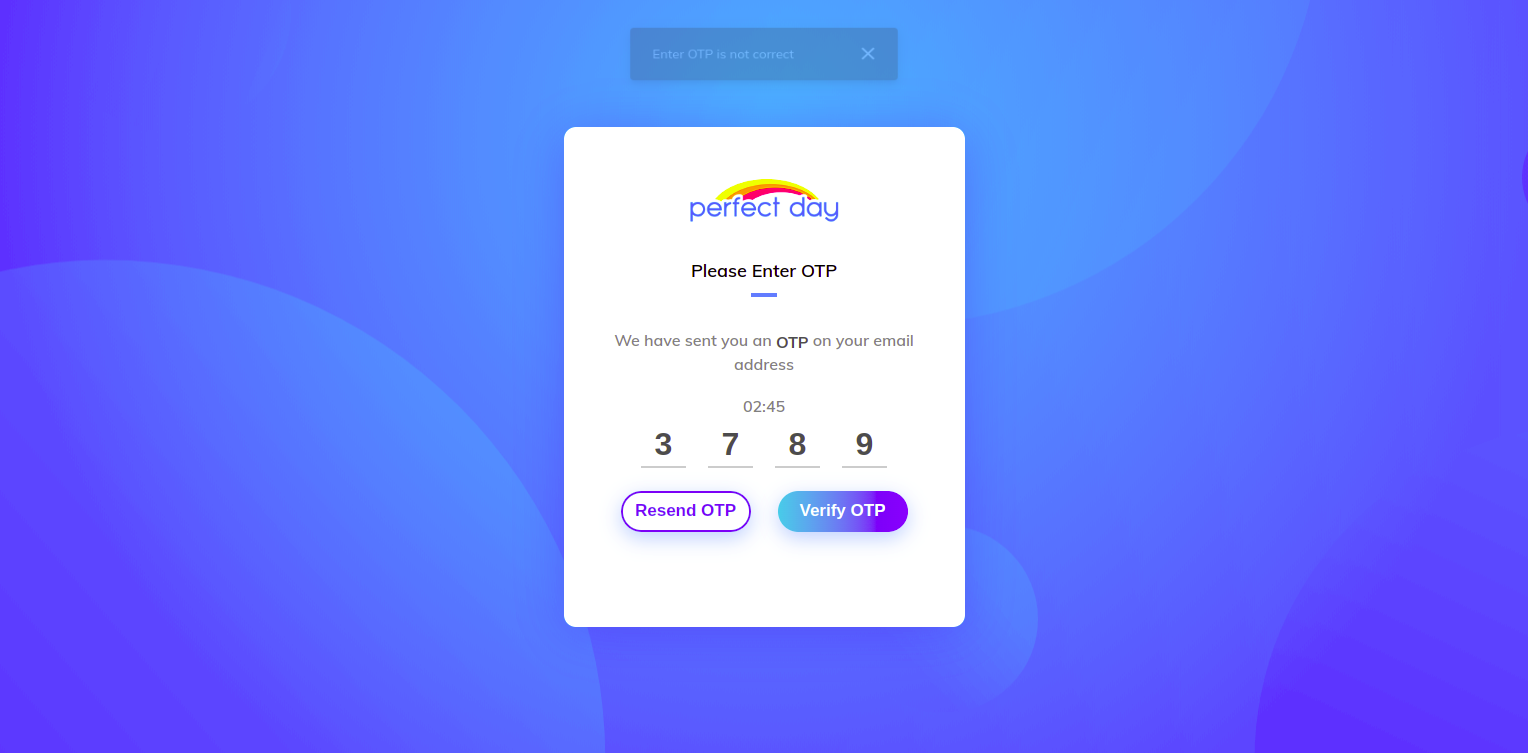 Enter OTP is not correct
perfect day
Please Enter OTP
We have sent you an OTP on your email
address
02:45
3 7 8 9
Resend OTP Verify OTP